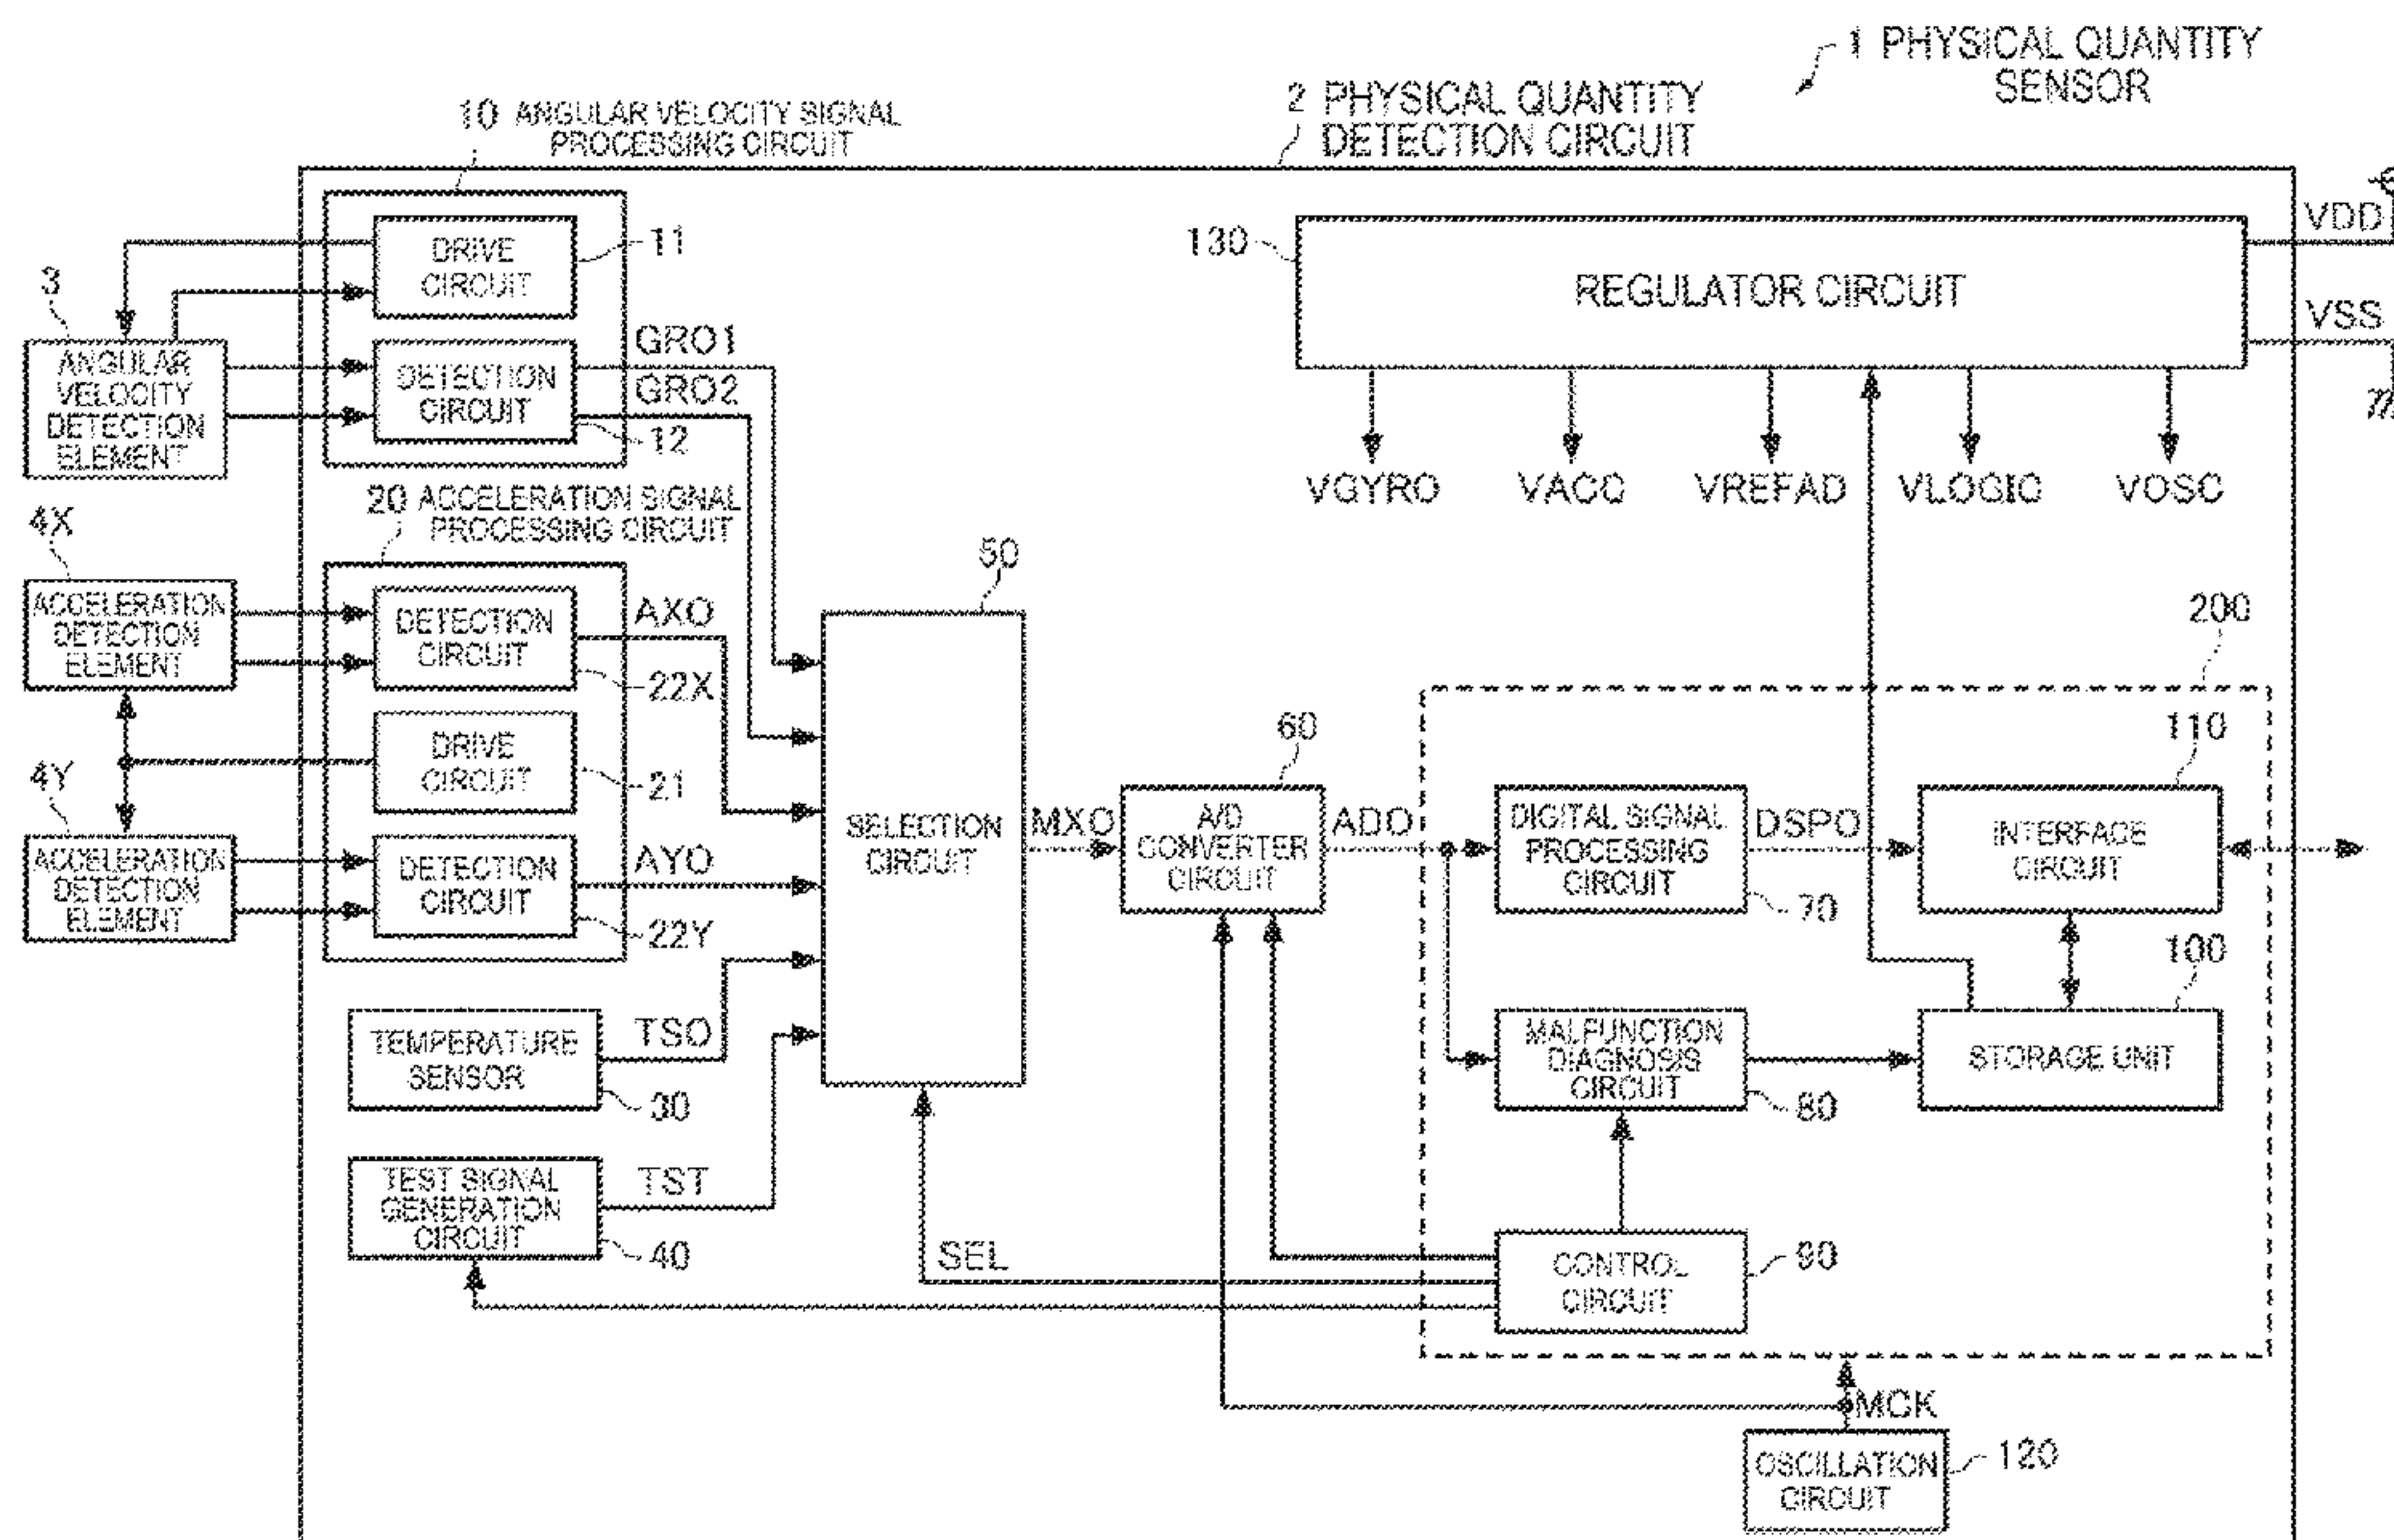 1 PHYSICAL QUANTITY
SENSOR
2 PHYSICAL QUANTITY
DETECTION CIRCUIT
10 ANGULAR VELOCITY SIGNAL
PROCESSING CIRCUIT
DRIVE
CIRCUIT
11
130
REGULATOR CIRCUIT
VDD
VSS
3
ANGULAR
VELOCITY
DETECTION
ELEMENT
DETECTION
CIRCUIT
12
GRO1
GRO2
VGYRO
VACC
VREFAD
VLOGIC
VOSC
20 ACCELERATION SIGNAL
PROCESSING CIRCUIT
4X
ACCELERATION
DETECTION
ELEMENT
DETECTION
CIRCUIT
22X
AXO
DRIVE
CIRCUIT
21
4Y
ACCELERATION
DETECTION
ELEMENT
DETECTION
CIRCUIT
22Y
AYO
TEMPERATURE
SENSOR
30
TSO
TEST SIGNAL
GENERATION
CIRCUIT
40
TST
50
SELECTION
CIRCUIT
SEL
MXO
60
A/D
CONVERTER
CIRCUIT
ADO
200
DIGITAL SIGNAL
PROCESSING
CIRCUIT
70
DSPO
110
INTERFACE
CIRCUIT
100
STORAGE UNIT
MALFUNCTION
DIAGNOSIS
CIRCUIT
80
CONTROL
CIRCUIT
90
MCK
OSCILLATION
CIRCUIT
120